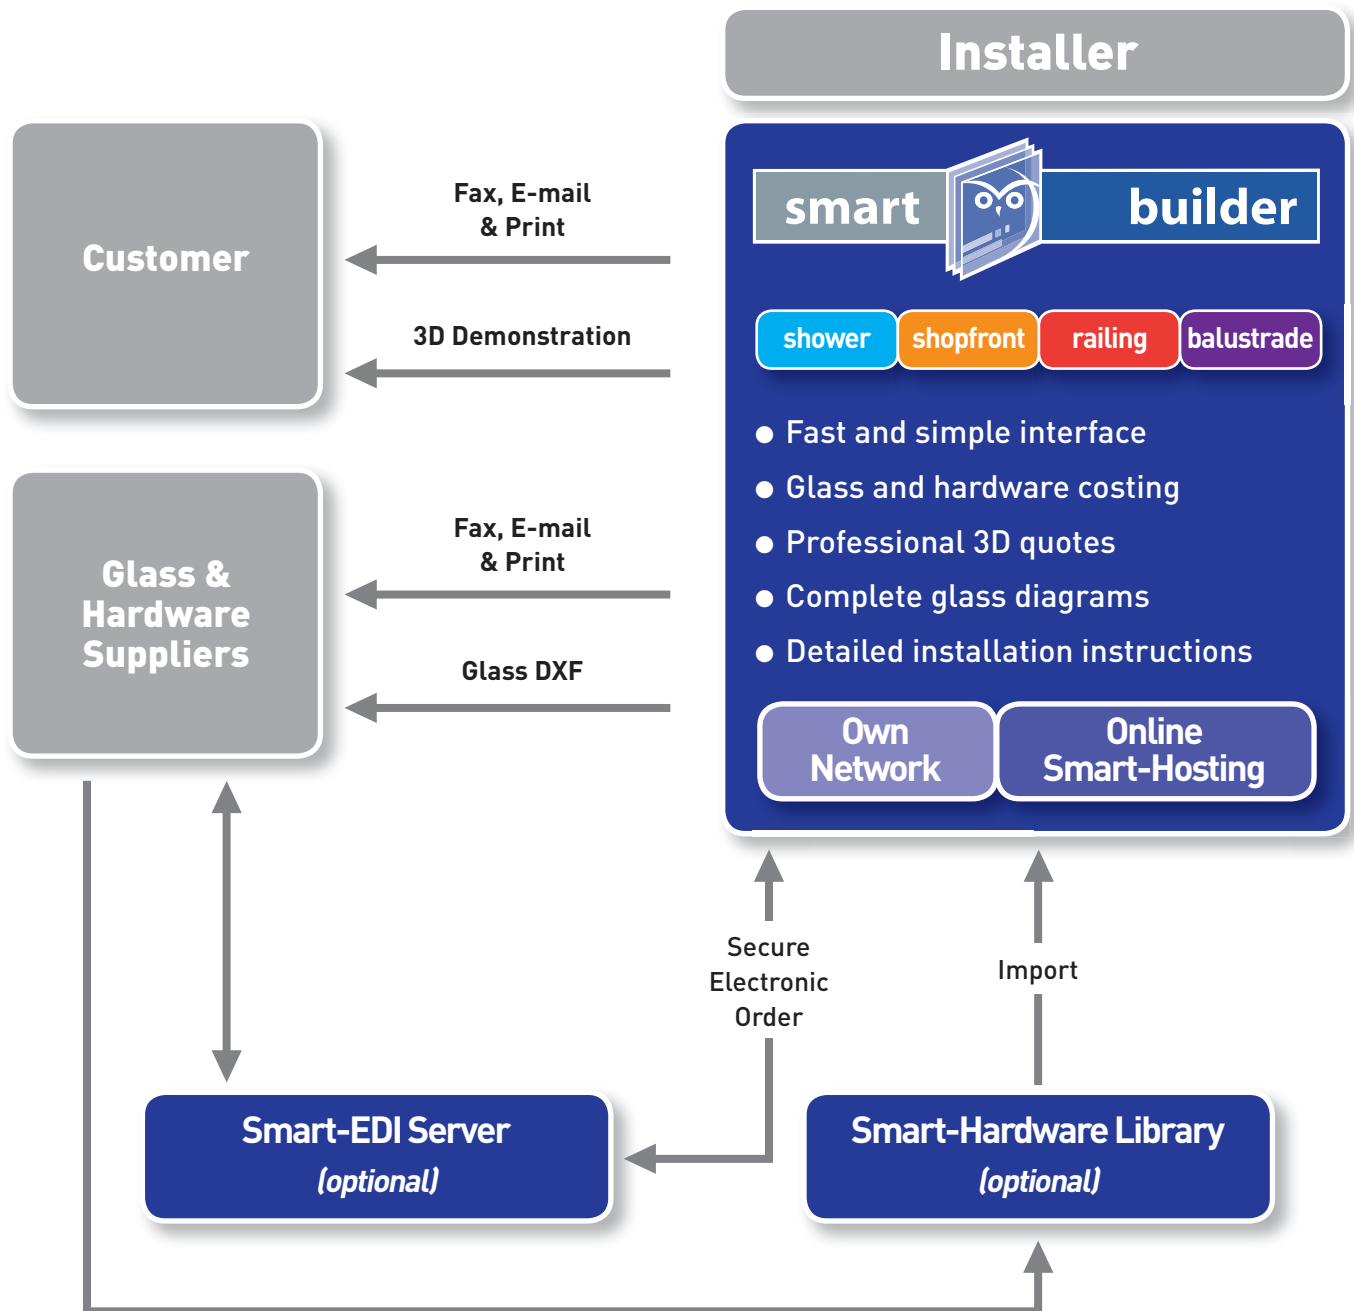 Installer
smart builder
shower shopfront railing balustrade
● Fast and simple interface
● Glass and hardware costing
● Professional 3D quotes
● Complete glass diagrams
● Detailed installation instructions
Own
Network
Online
Smart-Hosting
Customer
Fax, E-mail
& Print
3D Demonstration
Glass &
Hardware
Suppliers
Fax, E-mail
& Print
Glass DXF
Secure
Electronic
Order
Import
Smart-EDI Server
(optional)
Smart-Hardware Library
(optional)